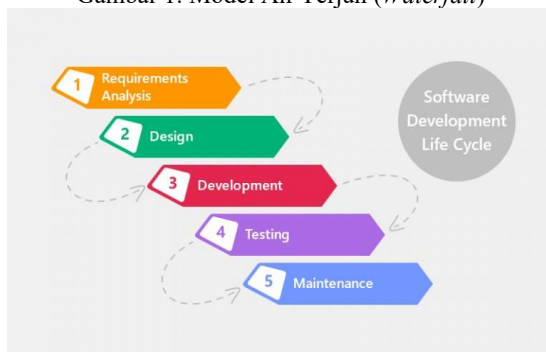 Gambar 1. Model Air Terjun (Waterfall)
1 Requirements
Analysis
2 Design
3 Development
4 Testing
5 Maintenance
Software
Development
Life Cycle